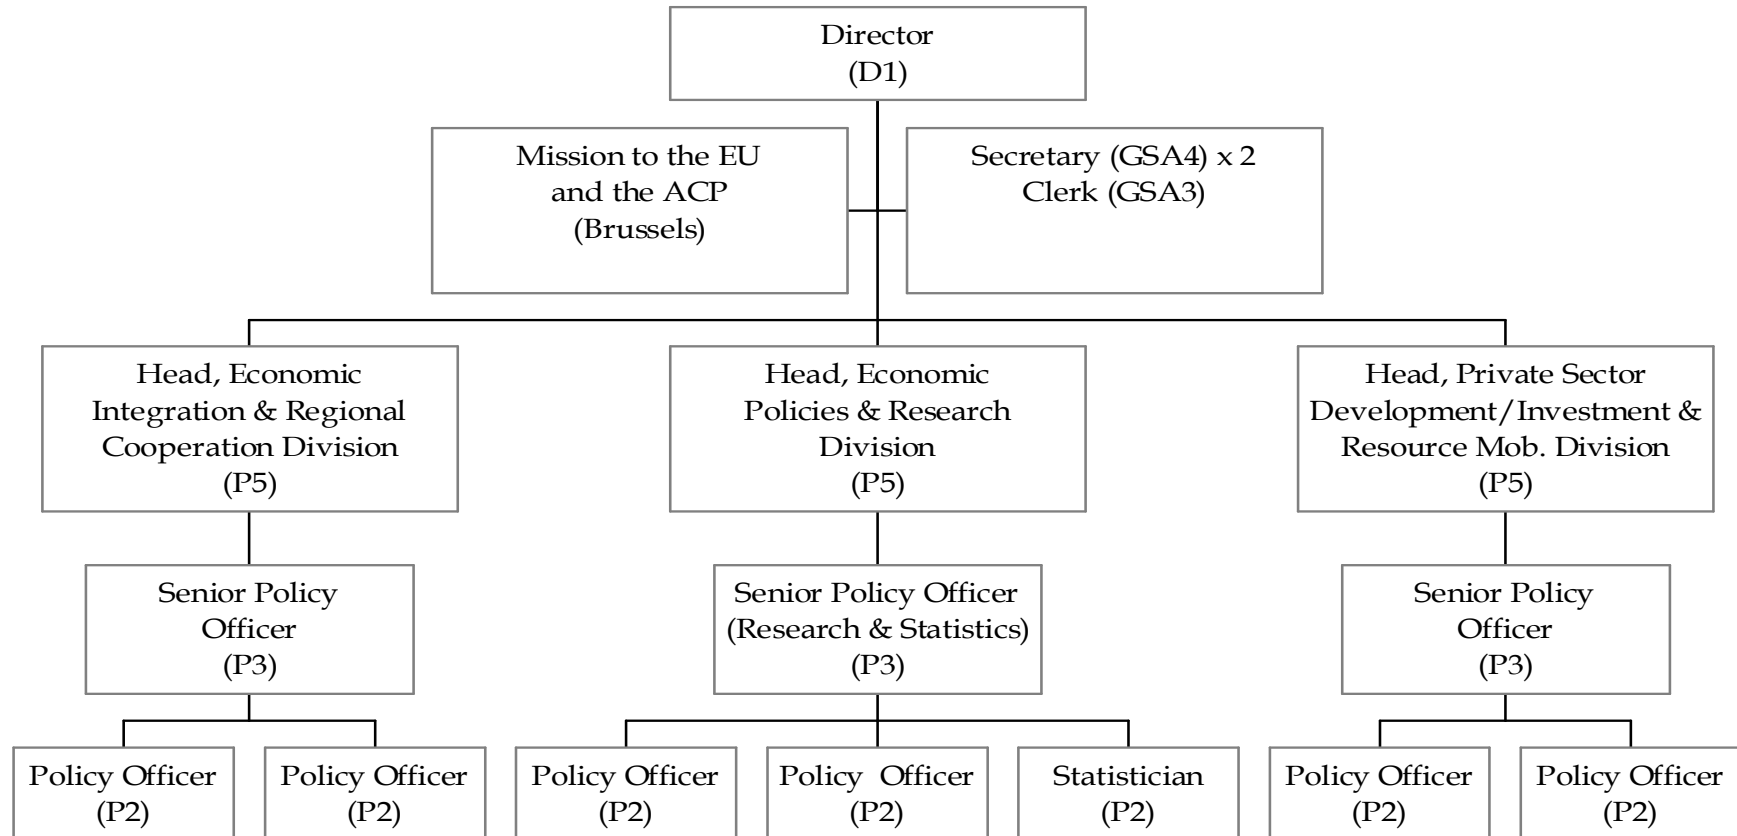 Director
(D1)
Mission to the EU
and the ACP
(Brussels)
Secretary (GSA4) x 2
Clerk (GSA3)
Head, Economic
Integration & Regional
Cooperation Division
(P5)
Head, Economic
Policies & Research
Division
(P5)
Head, Private Sector
Development/Investment &
Resource Mob. Division
(P5)
Senior Policy
Officer
(P3)
Senior Policy Officer
(Research & Statistics)
(P3)
Senior Policy
Officer
(P3)
Policy Officer
(P2)
Policy Officer
(P2)
Policy Officer
(P2)
Policy Officer
(P2)
Statistician
(P2)
Policy Officer
(P2)
Policy Officer
(P2)